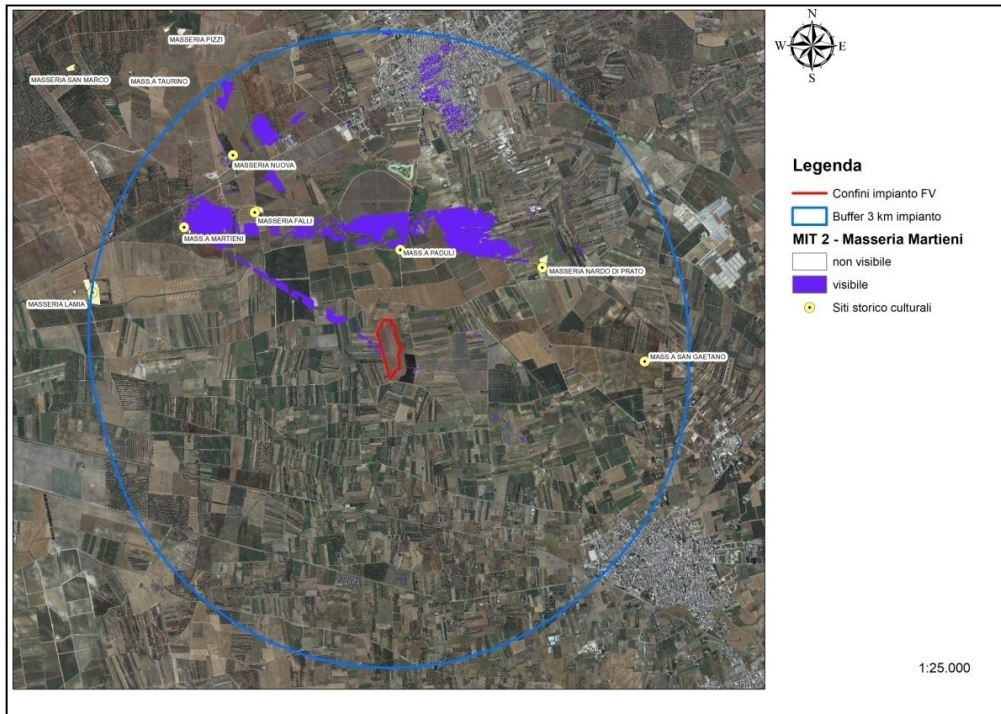 MASSERIA PIZZI
MASSERIA SAN MARCO
MASS.A TAURINO
MASSERIA NUOVA
MASSERIA FALLI
MASS.A MARTIENI
MASS.A PADULI
MASSERIA NARDO DI PRATO
MASSERIA LAMIA
MASS.A SAN GAETANO
N
W
E
S
Legenda
Confini impianto FV
Buffer 3 km impianto
MIT 2 - Masseria Martieni
non visibile
visibile
Siti storico culturali
1:25.000